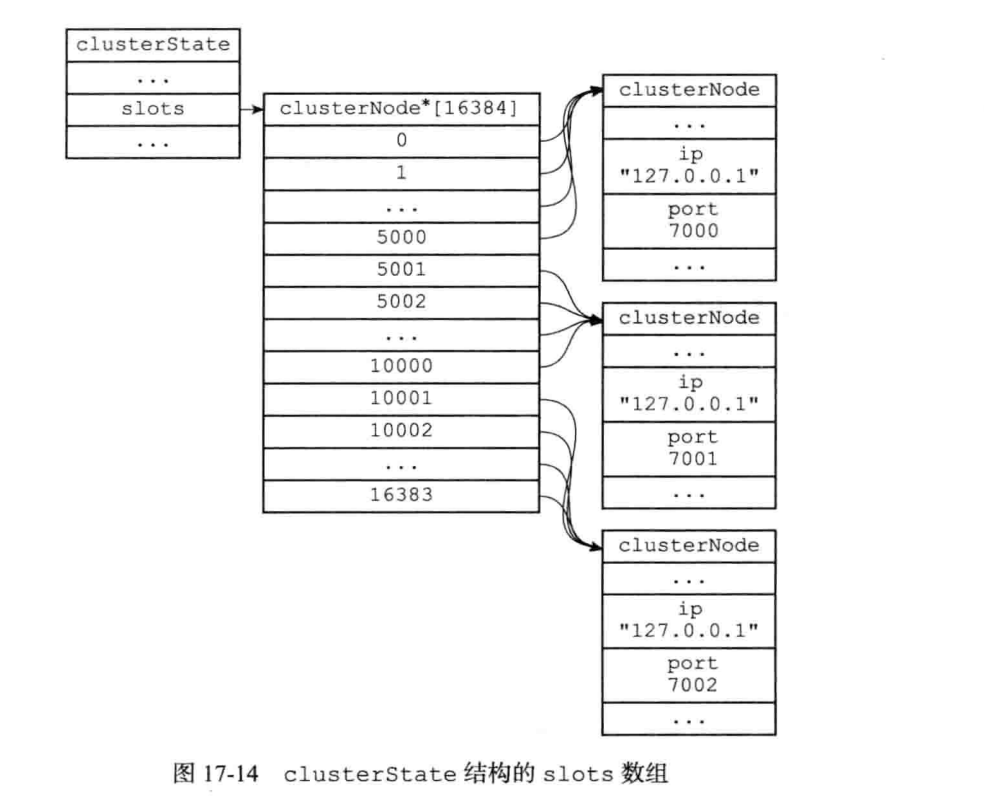 clusterState
...
slots
...
clusterNode*[16384]
0
1
...
5000
5001
5002
...
10000
10001
10002
...
16383
clusterNode
...
ip
"127.0.0.1"
port
7000
...
clusterNode
...
ip
"127.0.0.1"
port
7001
...
clusterNode
...
ip
"127.0.0.1"
port
7002
...
图 17-14 clusterState 结构的 slots 数组